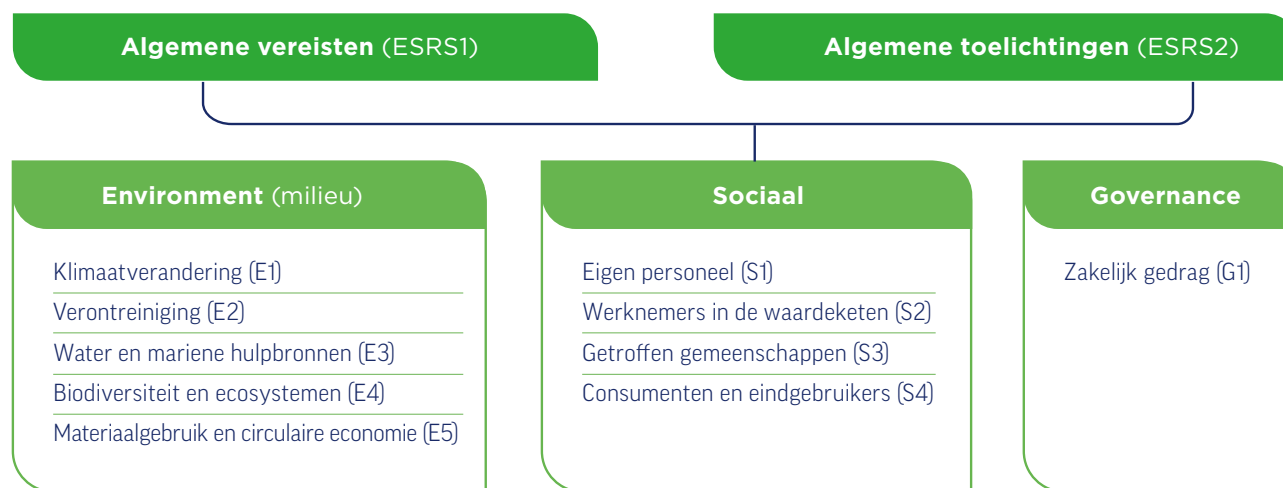 Algemene vereisten (ESRS1)
Algemene toelichtingen (ESRS2)
Environment (milieu)
Klimaatverandering (E1)
Verontreiniging (E2)
Water en mariene hulpbronnen (E3)
Biodiversiteit en ecosystemen (E4)
Materiaalgebruik en circulaire economie (E5)
Sociaal
Eigen personeel (S1)
Werknemers in de waardeketen (S2)
Getroffen gemeenschappen (S3)
Consumenten en eindgebruikers (S4)
Governance
Zakelijk gedrag (G1)